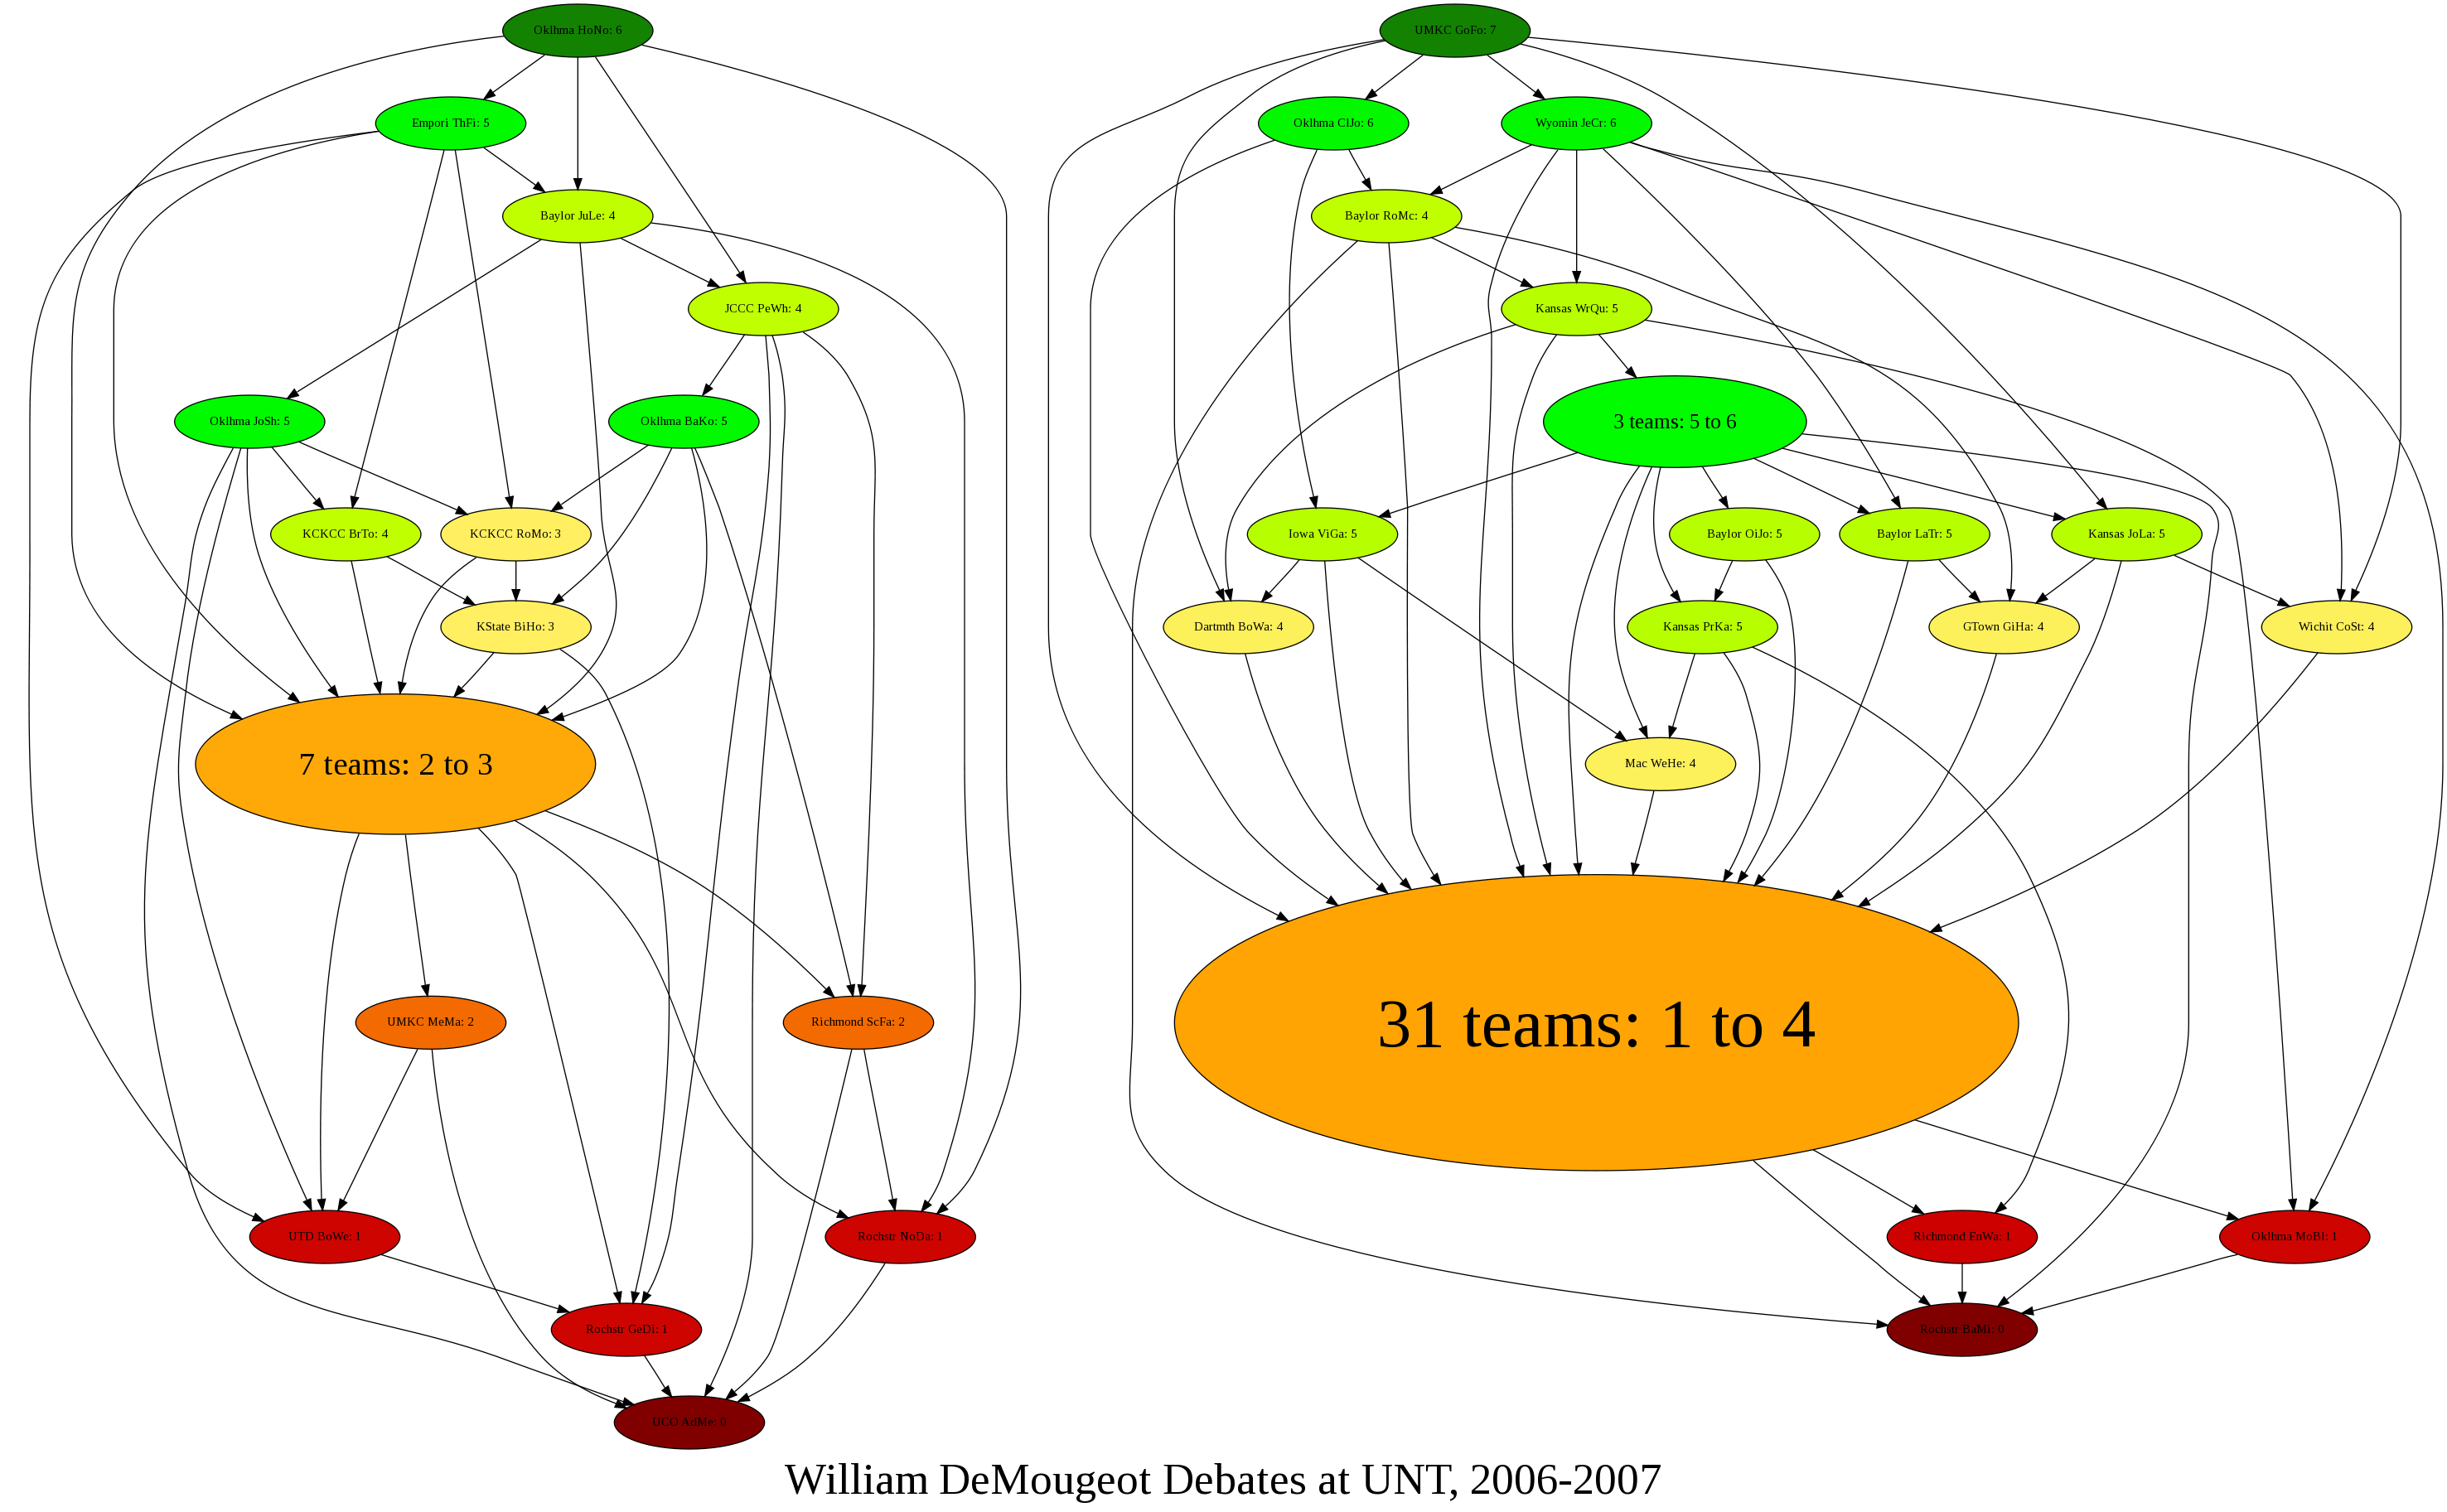 Oklhma HoNo: 6
UMKC GoFo: 7
Empori ThFi: 5
Oklhma ClJo: 6
Wyomin JeCr: 6
Baylor JuLe: 4
Baylor RoMc: 4
JCCC PeWh: 4
Kansas WrQu: 5
Oklhma JoSh: 5
Oklhma BaKo: 5
3 teams: 5 to 6
KCKCC BrTo: 4
KCKCC RoMo: 3
Iowa ViGa: 5
Baylor OiJo: 5
Baylor LaTr: 5
Kansas JoLa: 5
KState BiHo: 3
Dartmth BoWa: 4
Kansas PrKa: 5
GTown GiHa: 4
Wichit CoSt: 4
7 teams: 2 to 3
Mac WeHe: 4
UMKC MeMa: 2
Richmond ScFa: 2
31 teams: 1 to 4
UTD BoWe: 1
Rochstr NoDa: 1
Richmond EnWa: 1
Oklhma MoBl: 1
Rochstr GeDi: 1
Rochstr BaMi: 0
UCO AdMe: 0
William DeMougeot Debates at UNT, 2006-2007